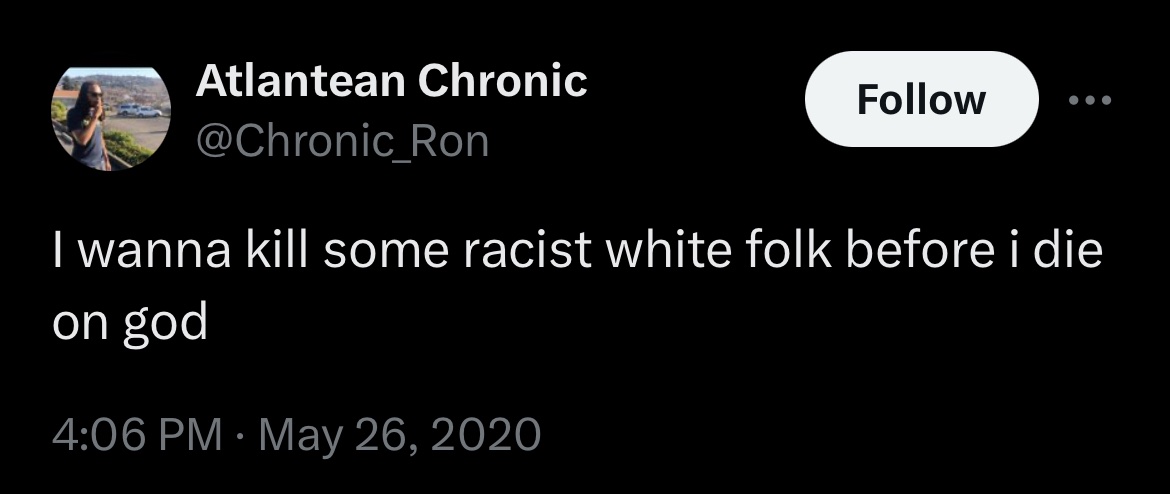 Atlantean Chronic
@Chronic_Ron
Follow
I wanna kill some racist white folk before i die
on god
4:06 PM · May 26, 2020